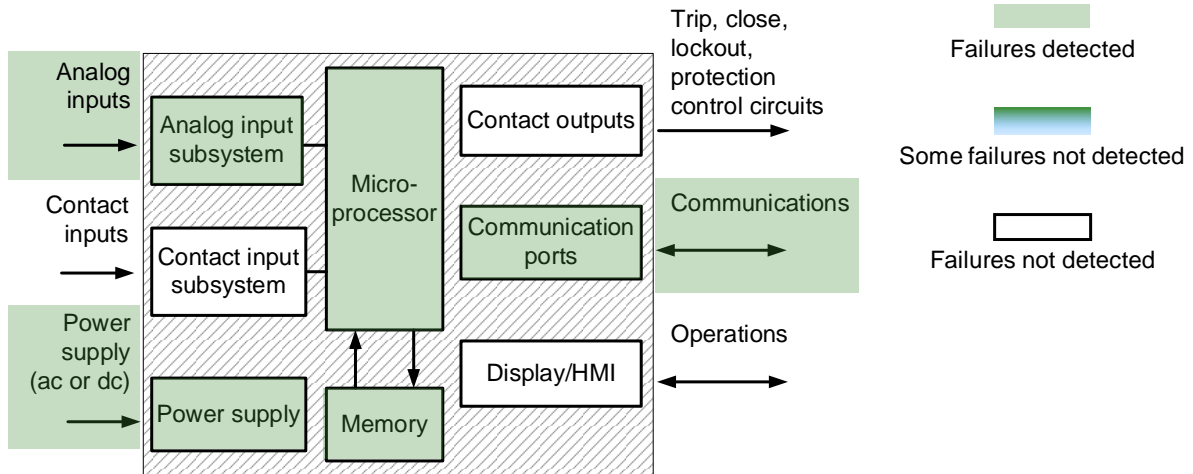 Analog
inputs
Contact
inputs
Power
supply
(ac or dc)
Analog input
subsystem
Contact input
subsystem
Power supply
Micro-
processor
Memory
Contact outputs
Communication
ports
Display/HMI
Trip, close,
lockout,
protection
control circuits
Communications
Operations
Failures detected
Some failures not detected
Failures not detected